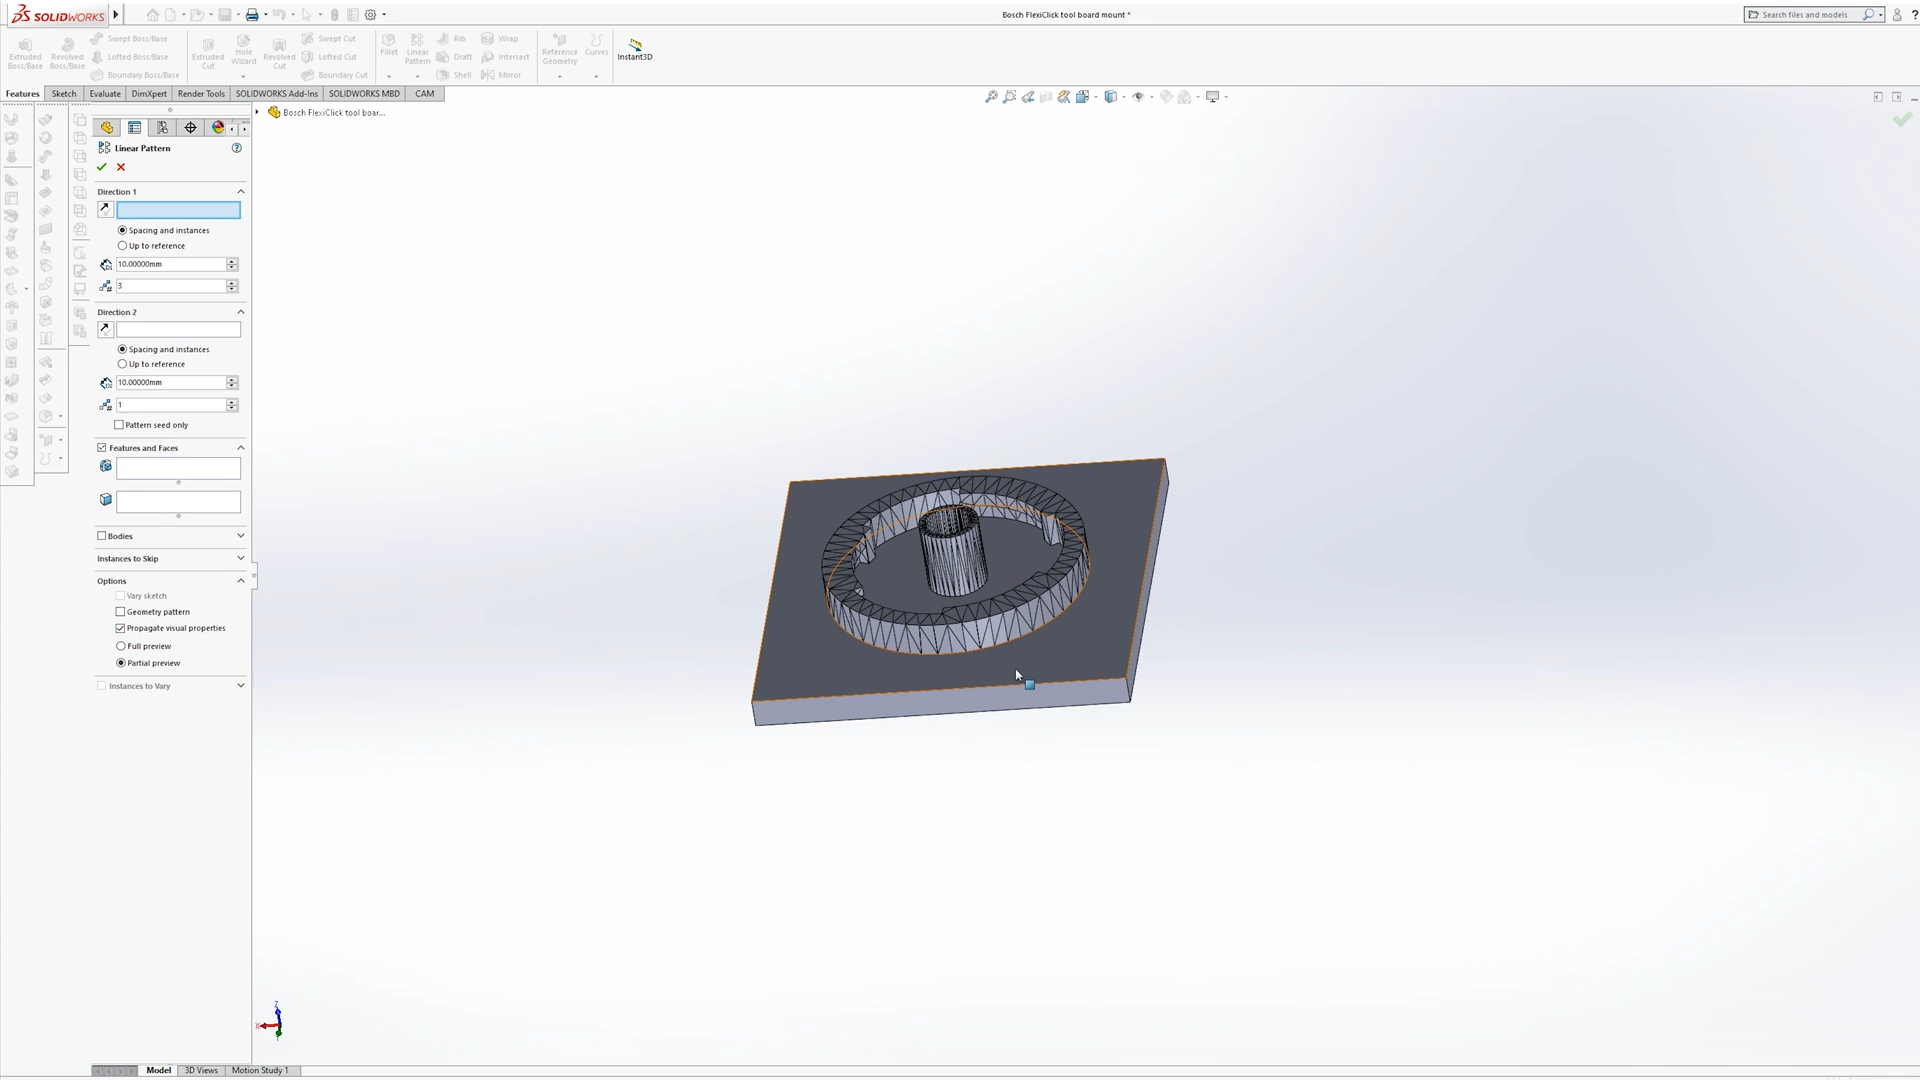 SOLIDWORKS
Bosch FlexiClick tool board mount *
Search files and models
?
Extruded Boss/Base
Revolved Boss/Base
Swept Boss/Base
Lofted Boss/Base
Boundary Boss/Base
Extruded Cut
Hole Wizard
Revolved Cut
Swept Cut
Lofted Cut
Boundary Cut
Fillet
Linear Pattern
Rib
Draft
Shell
Wrap
Intersect
Mirror
Reference Geometry
Curves
Instant3D
Features
Sketch
Evaluate
DimXpert
Render Tools
SOLIDWORKS Add-Ins
SOLIDWORKS MBD
CAM
Bosch FlexiClick tool boar...
Linear Pattern
?
Direction 1
Spacing and instances
Up to reference
10.00000mm
3
Direction 2
Spacing and instances
Up to reference
10.00000mm
1
Pattern seed only
Features and Faces
Bodies
Instances to Skip
Options
Vary sketch
Geometry pattern
Propagate visual properties
Full preview
Partial preview
Instances to Vary
Z
X
Model
3D Views
Motion Study 1